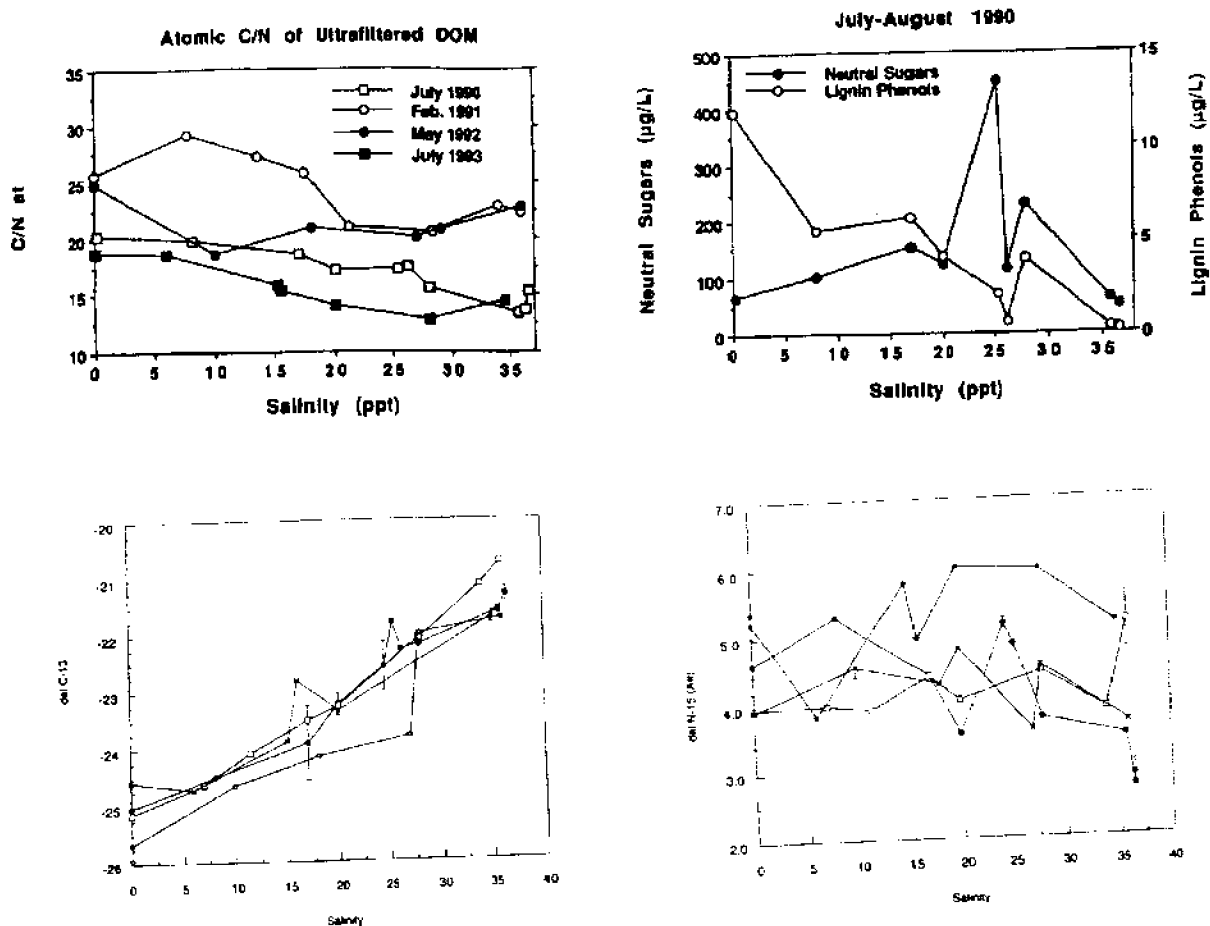 Atomic C/N of Ultrafiltered DOM
35
30
25
20
15
10
C/N at
July 1990
Feb. 1991
May 1992
July 1993
0 5 10 15 20 25 30 35
Salinity (ppt)
July-August 1990
500
400
300
200
100
0
Neutral Sugars (µg/L)
Neutral Sugars
Lignin Phenols
15
10
5
0
Lignin Phenols (µg/L)
0 5 10 15 20 25 30 35
Salinity (ppt)
-20
-21
-22
-23
-24
-25
-26
del C-13
0 5 10 15 20 25 30 35 40
Salinity
7.0
6.0
5.0
4.0
3.0
2.0
del N-15 (AIR)
0 5 10 15 20 25 30 35 40
Salinity